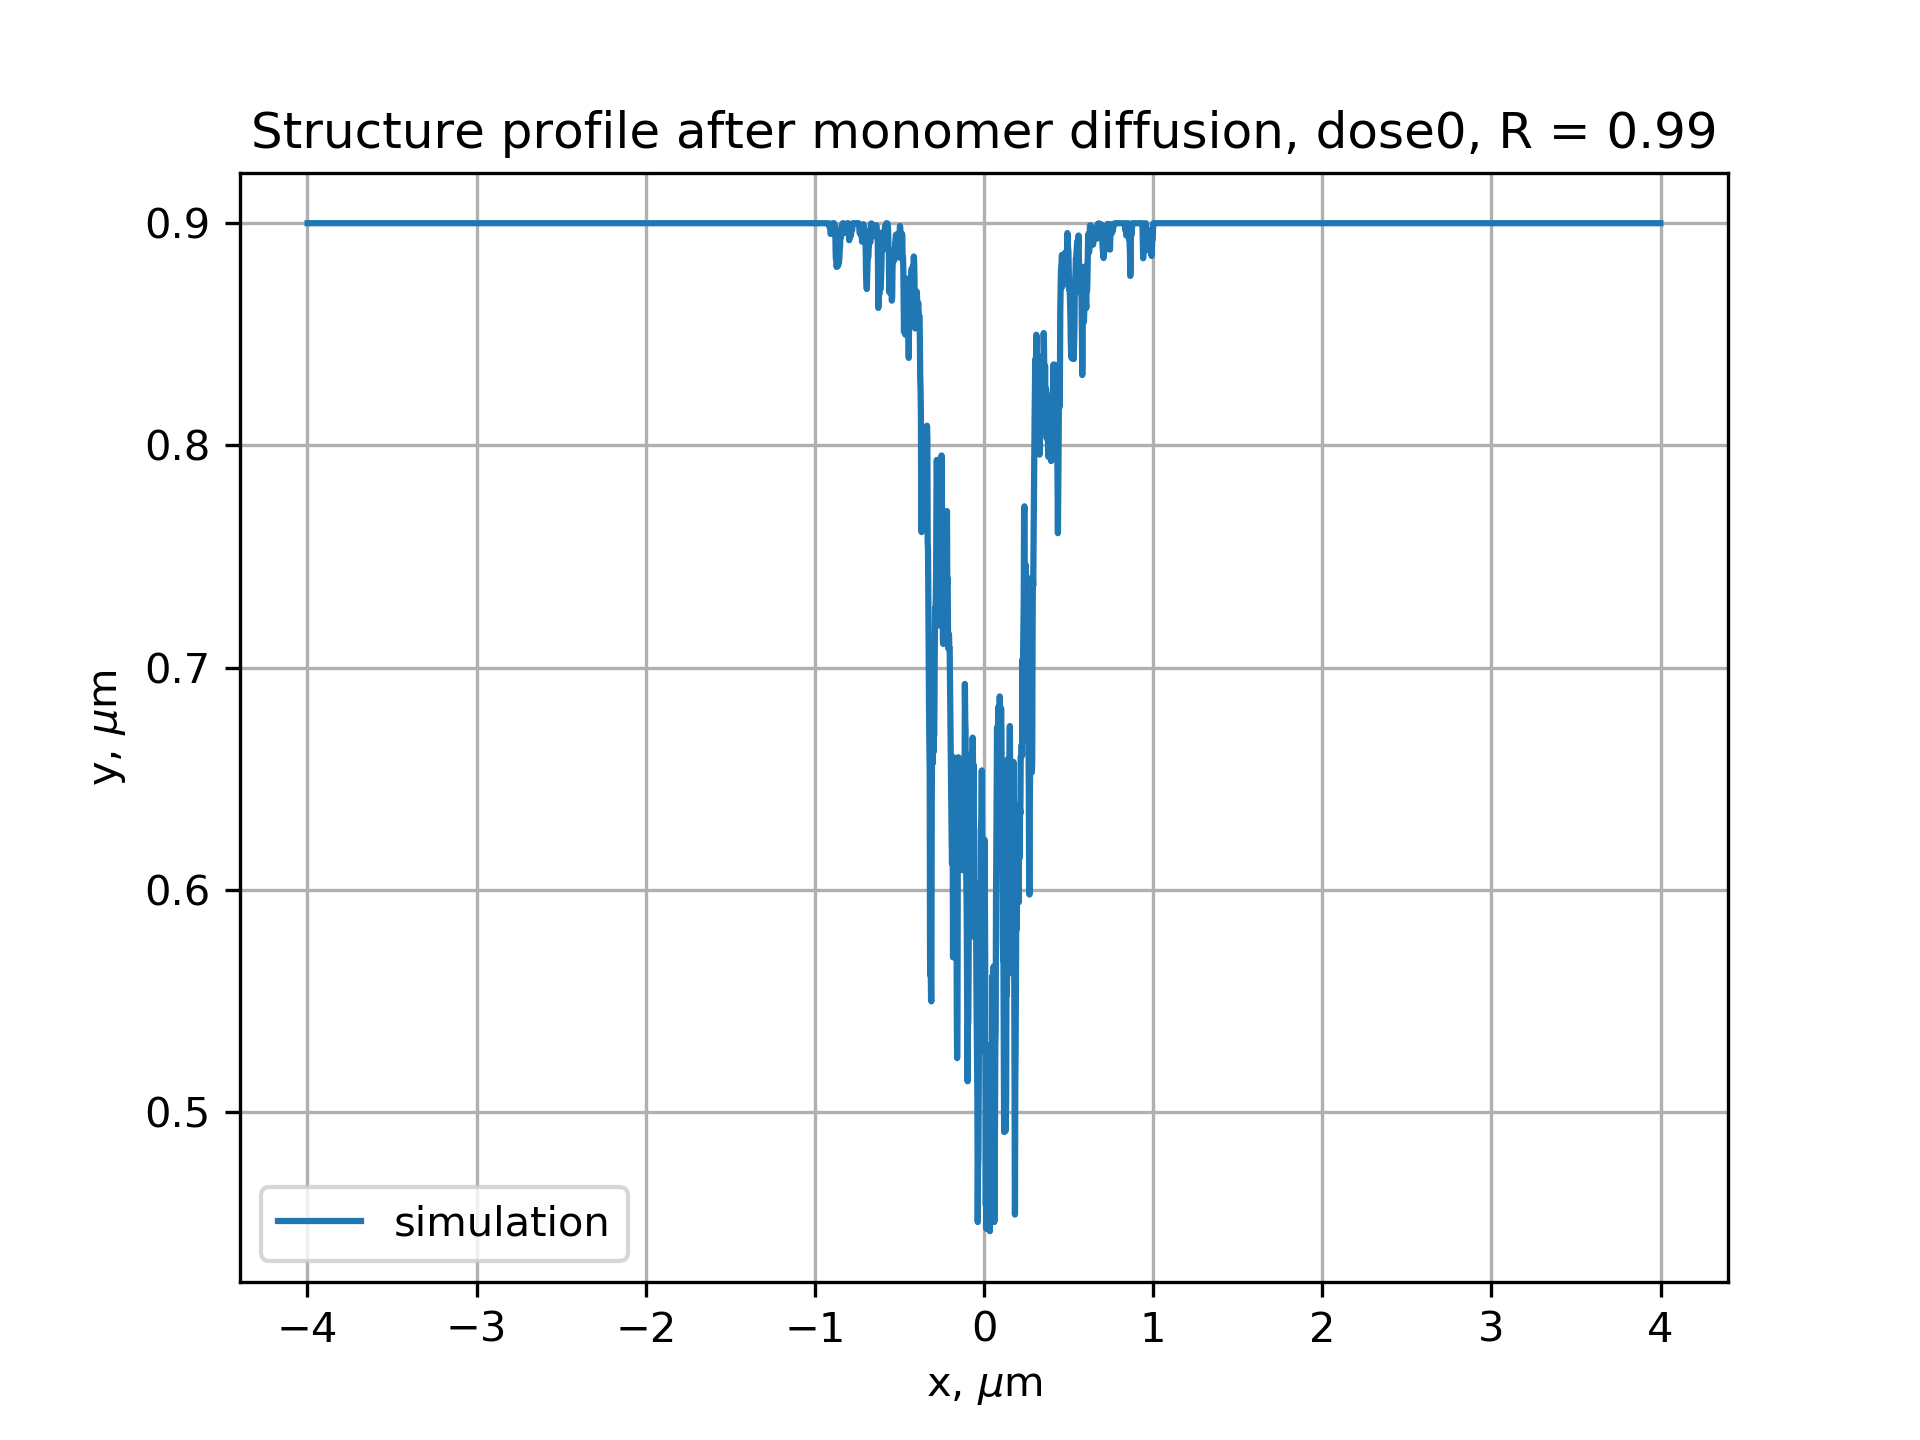 Structure profile after monomer diffusion, dose0, R = 0.99
0.9
0.8
0.7
0.6
0.5
y, μm
simulation
−4 −3 −2 −1 0 1 2 3 4
x, μm